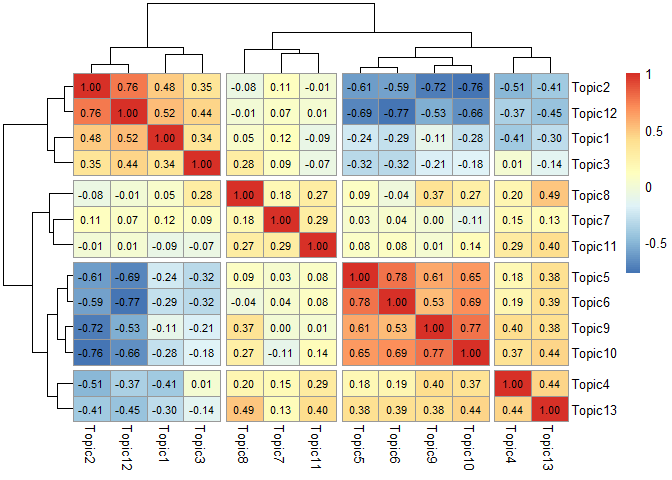 1.00 0.76 0.48 0.35 -0.08 0.11 -0.01 -0.61 -0.59 -0.72 -0.76 -0.51 -0.41 Topic2
0.76 1.00 0.52 0.44 -0.01 0.07 0.01 -0.69 -0.77 -0.53 -0.66 -0.37 -0.45 Topic12
0.48 0.52 1.00 0.34 0.05 0.12 -0.09 -0.24 -0.29 -0.11 -0.28 -0.41 -0.30 Topic1
0.35 0.44 0.34 1.00 0.28 0.09 -0.07 -0.32 -0.32 -0.21 -0.18 0.01 -0.14 Topic3
-0.08 -0.01 0.05 0.28 1.00 0.18 0.27 0.09 -0.04 0.37 0.27 0.20 0.49 Topic8
0.11 0.07 0.12 0.09 0.18 1.00 0.29 0.03 0.04 0.00 -0.11 0.15 0.13 Topic7
-0.01 0.01 -0.09 -0.07 0.27 0.29 1.00 0.08 0.08 0.01 0.14 0.29 0.40 Topic11
-0.61 -0.69 -0.24 -0.32 0.09 0.03 0.08 1.00 0.78 0.61 0.65 0.18 0.38 Topic5
-0.59 -0.77 -0.29 -0.32 -0.04 0.04 0.08 0.78 1.00 0.53 0.69 0.19 0.39 Topic6
-0.72 -0.53 -0.11 -0.21 0.37 0.00 0.01 0.61 0.53 1.00 0.77 0.40 0.38 Topic9
-0.76 -0.66 -0.28 -0.18 0.27 -0.11 0.14 0.65 0.69 0.77 1.00 0.37 0.44 Topic10
-0.51 -0.37 -0.41 0.01 0.20 0.15 0.29 0.18 0.19 0.40 0.37 1.00 0.44 Topic4
-0.41 -0.45 -0.30 -0.14 0.49 0.13 0.40 0.38 0.39 0.38 0.44 0.44 1.00 Topic13
Topic2 Topic12 Topic1 Topic3 Topic8 Topic7 Topic11 Topic5 Topic6 Topic9 Topic10 Topic4 Topic13
1
0.5
0
-0.5